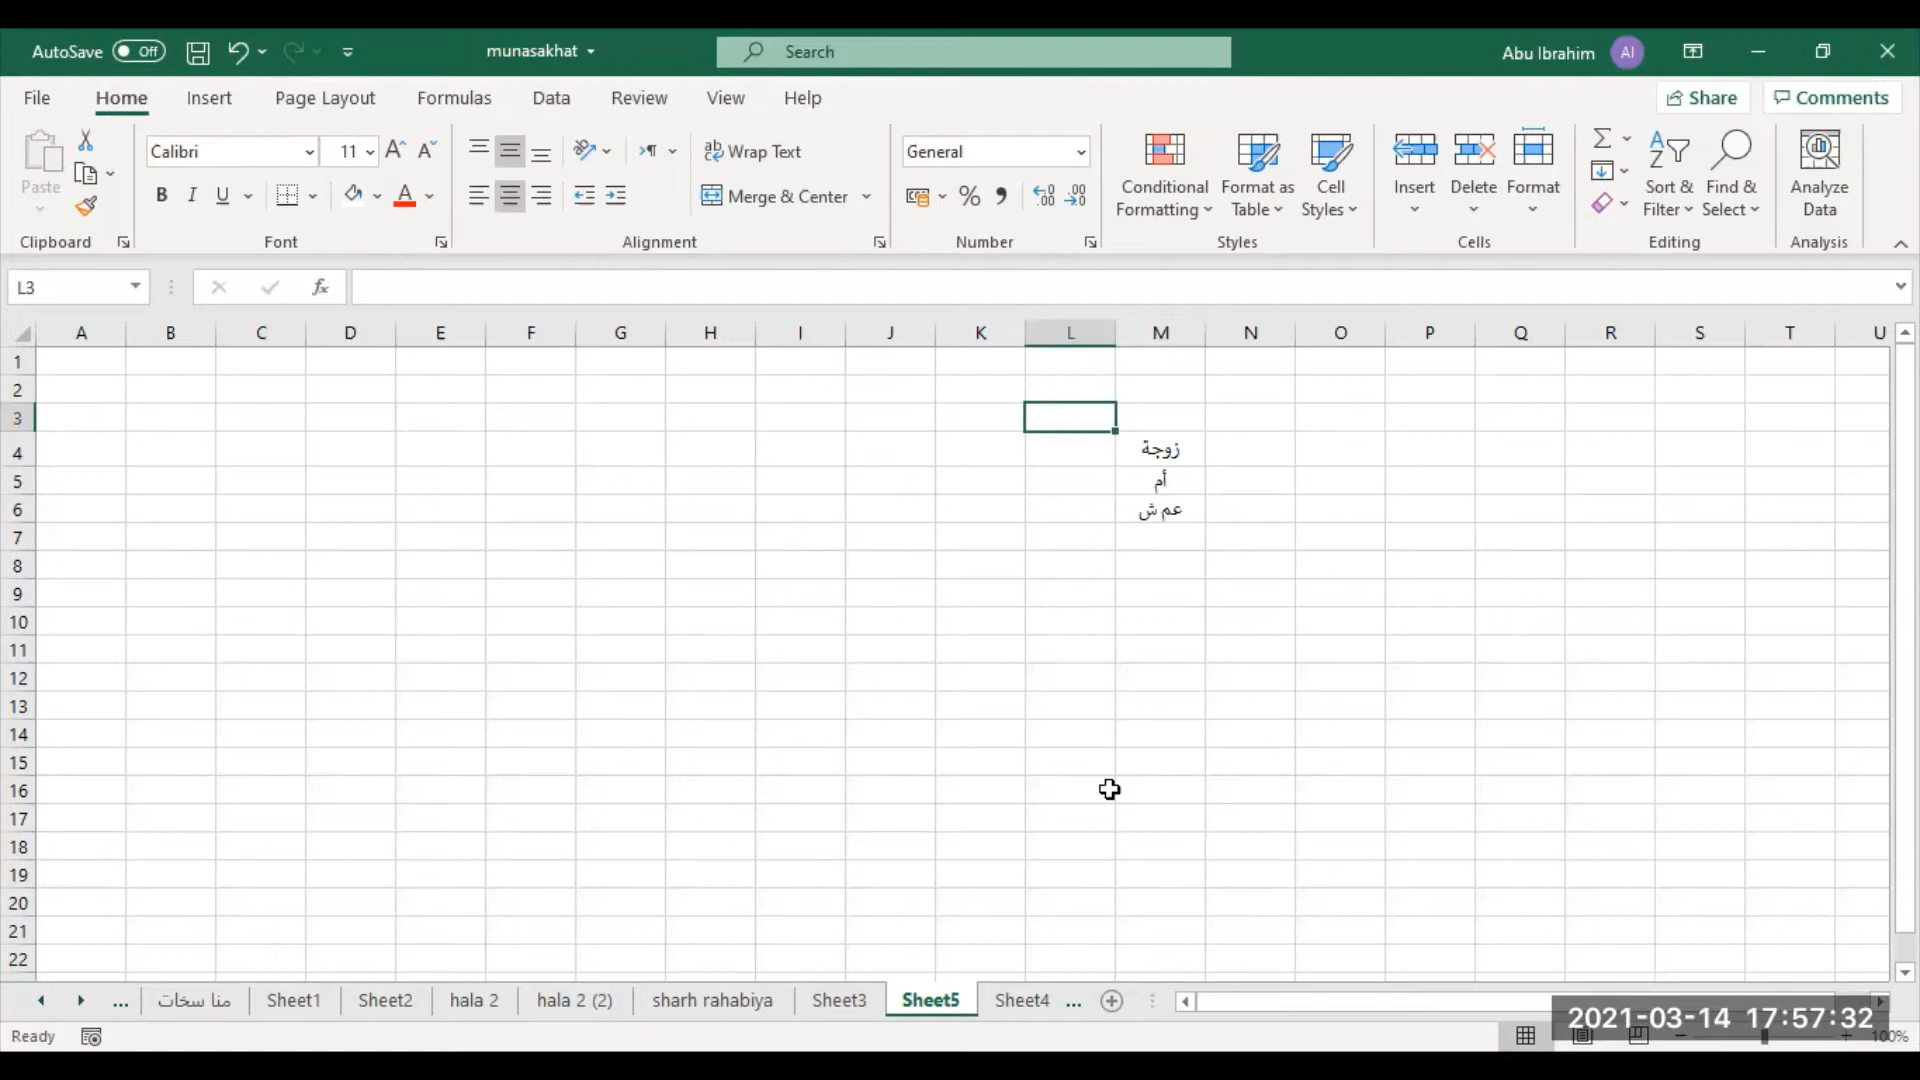 AutoSave Off munasakhat Search Abu Ibrahim AI
File Home Insert Page Layout Formulas Data Review View Help Share Comments
Paste Calibri 11 Wrap Text General Conditional Formatting Format as Table Cell Styles Insert Delete Format Sort & Filter Find & Select Analyze Data
B I U Merge & Center % 
Clipboard Font Alignment Number Styles Cells Editing Analysis
L3 fx
A B C D E F G H I J K L M N O P Q R S T U
1
2
3
4 زوجة
5 أم
6 عم ش
7
8
9
10
11
12
13
14
15
16
17
18
19
20
21
22
... منا سخات Sheet1 Sheet2 hala 2 hala 2 (2) sharh rahabiya Sheet3 Sheet5 Sheet4 ...
2021-03-14 17:57:32
Ready 100%